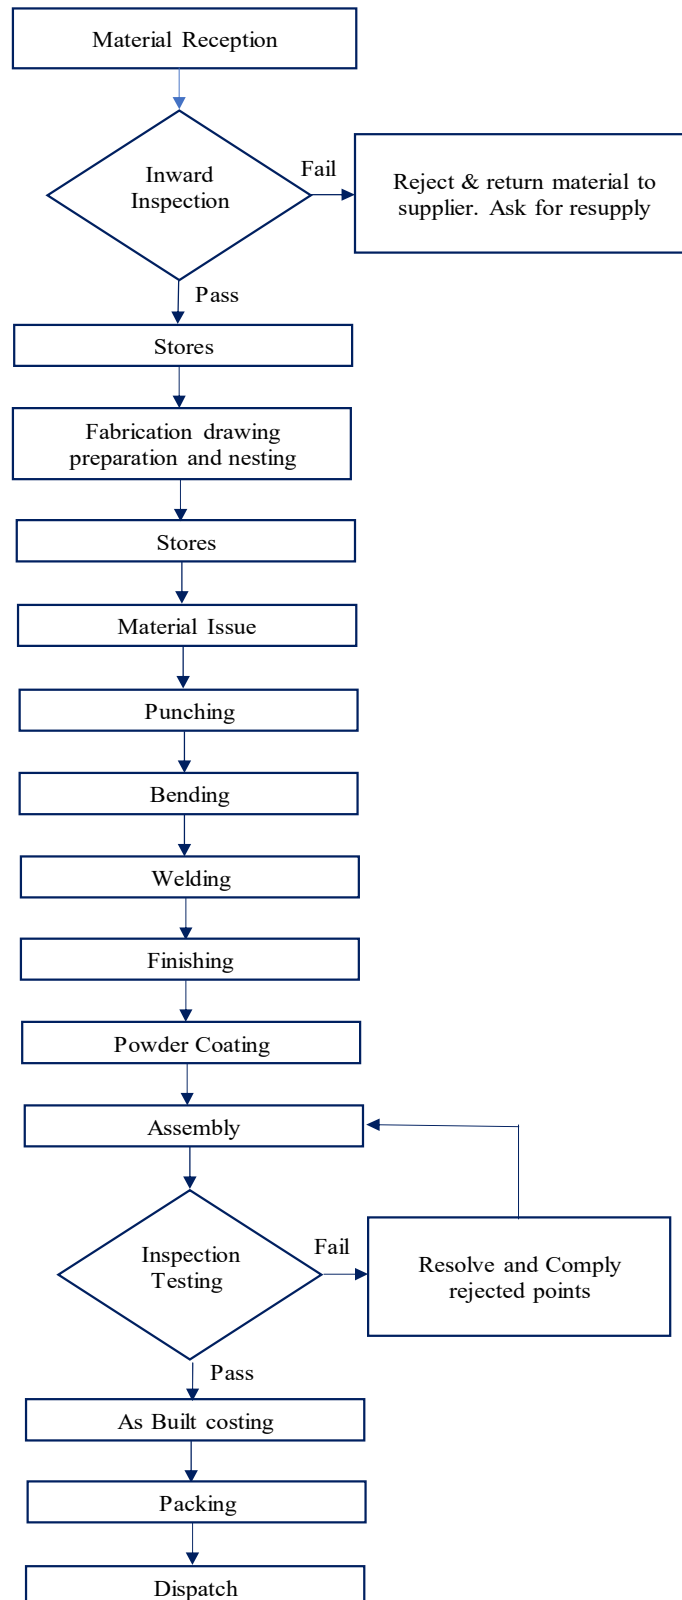 Material Reception
Inward
Inspection
Fail
Reject & return material to
supplier. Ask for resupply
Pass
Stores
Fabrication drawing
preparation and nesting
Stores
Material Issue
Punching
Bending
Welding
Finishing
Powder Coating
Assembly
Inspection
Testing
Fail
Resolve and Comply
rejected points
Pass
As Built costing
Packing
Dispatch